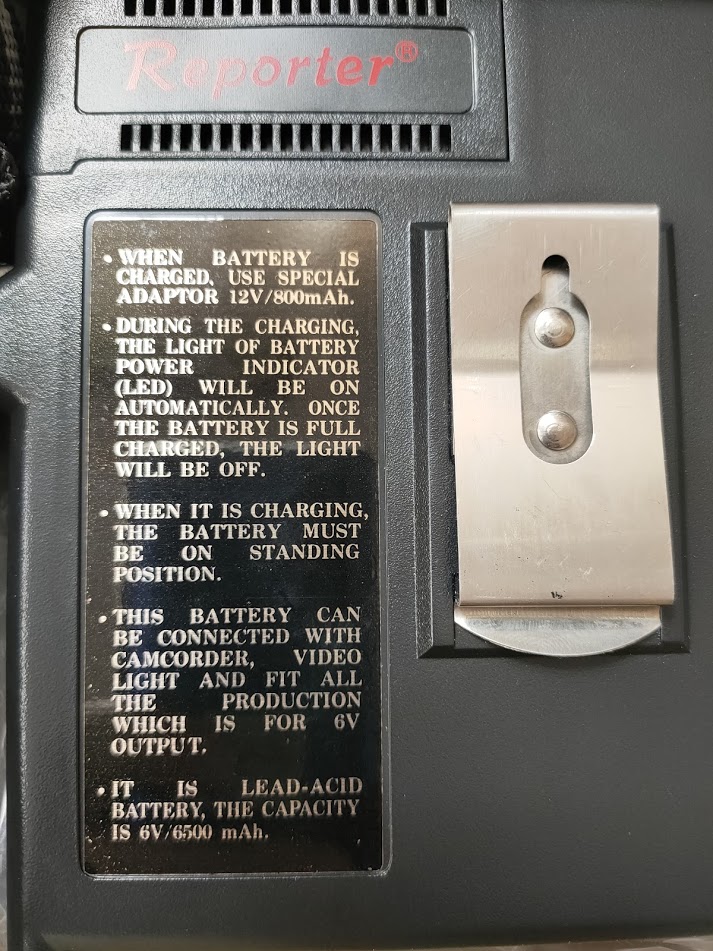 Reporter®
• WHEN BATTERY IS
CHARGED, USE SPECIAL
ADAPTOR 12V/800mAh.
• DURING THE CHARGING,
THE LIGHT OF BATTERY
POWER INDICATOR
(LED) WILL BE ON
AUTOMATICALLY. ONCE
THE BATTERY IS FULL
CHARGED, THE LIGHT
WILL BE OFF.
• WHEN IT IS CHARGING,
THE BATTERY MUST
BE ON STANDING
POSITION.
• THIS BATTERY CAN
BE CONNECTED WITH
CAMCORDER, VIDEO
LIGHT AND FIT ALL
THE PRODUCTION
WHICH IS FOR 6V
OUTPUT.
• IT IS LEAD-ACID
BATTERY, THE CAPACITY
IS 6V/6500 mAh.